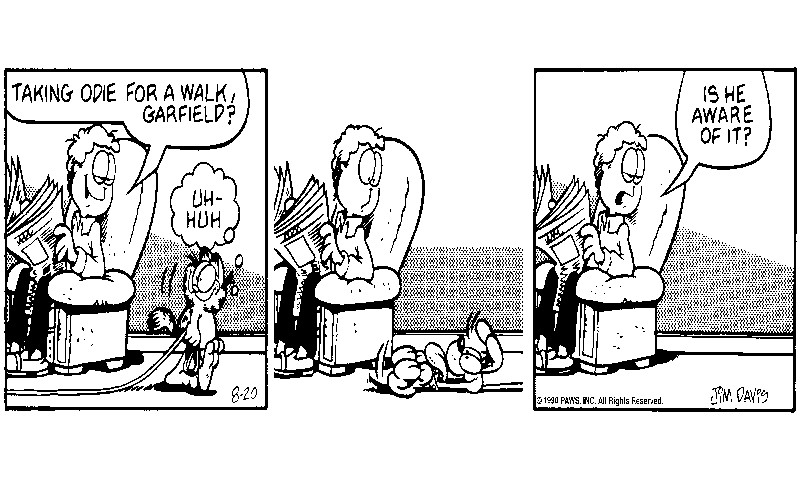 TAKING ODIE FOR A WALK,
GARFIELD?
UH-
HUH
8-20
IS HE
AWARE
OF IT?
© 1990 PAWS, INC. All Rights Reserved.
JIM DAVIS